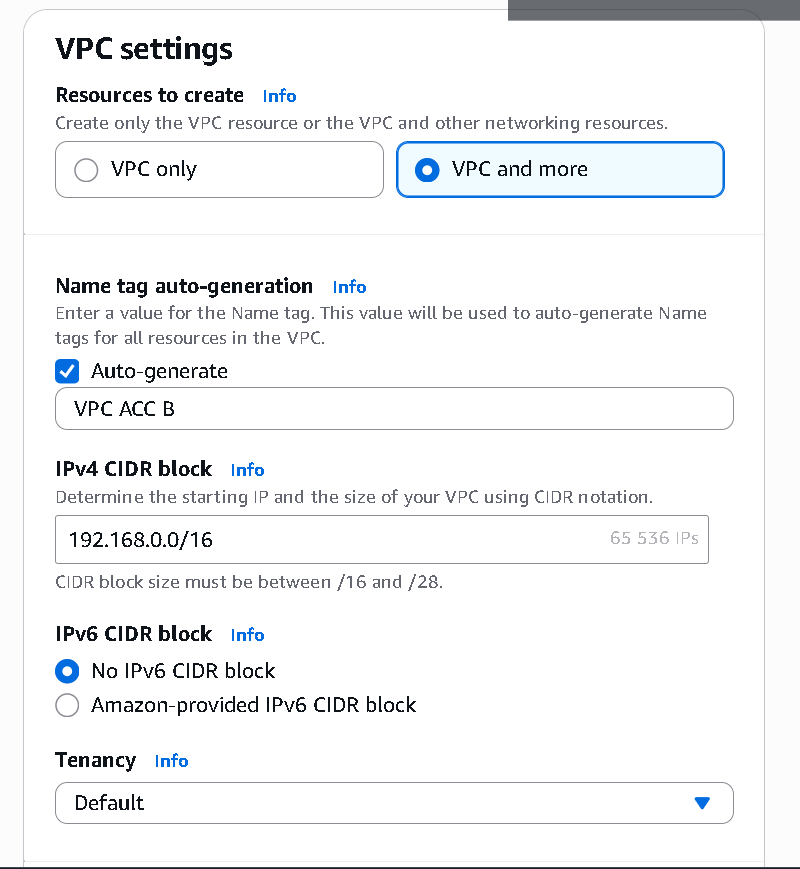 VPC settings
Resources to create Info
Create only the VPC resource or the VPC and other networking resources.
VPC only
VPC and more
Name tag auto-generation Info
Enter a value for the Name tag. This value will be used to auto-generate Name
tags for all resources in the VPC.
Auto-generate
VPC ACC B
IPv4 CIDR block Info
Determine the starting IP and the size of your VPC using CIDR notation.
192.168.0.0/16 65 536 IPs
CIDR block size must be between /16 and /28.
IPv6 CIDR block Info
No IPv6 CIDR block
Amazon-provided IPv6 CIDR block
Tenancy Info
Default